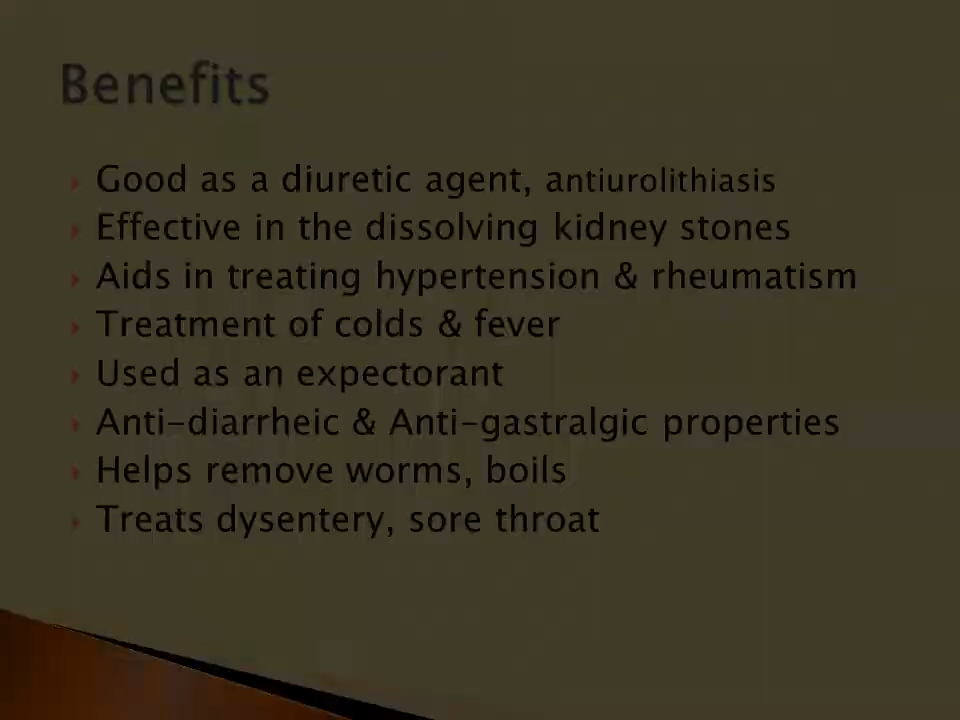 Benefits
Good as a diuretic agent, antiurolithiasis
Effective in the dissolving kidney stones
Aids in treating hypertension & rheumatism
Treatment of colds & fever
Used as an expectorant
Anti-diarrheic & Anti-gastralgic properties
Helps remove worms, boils
Treats dysentery, sore throat